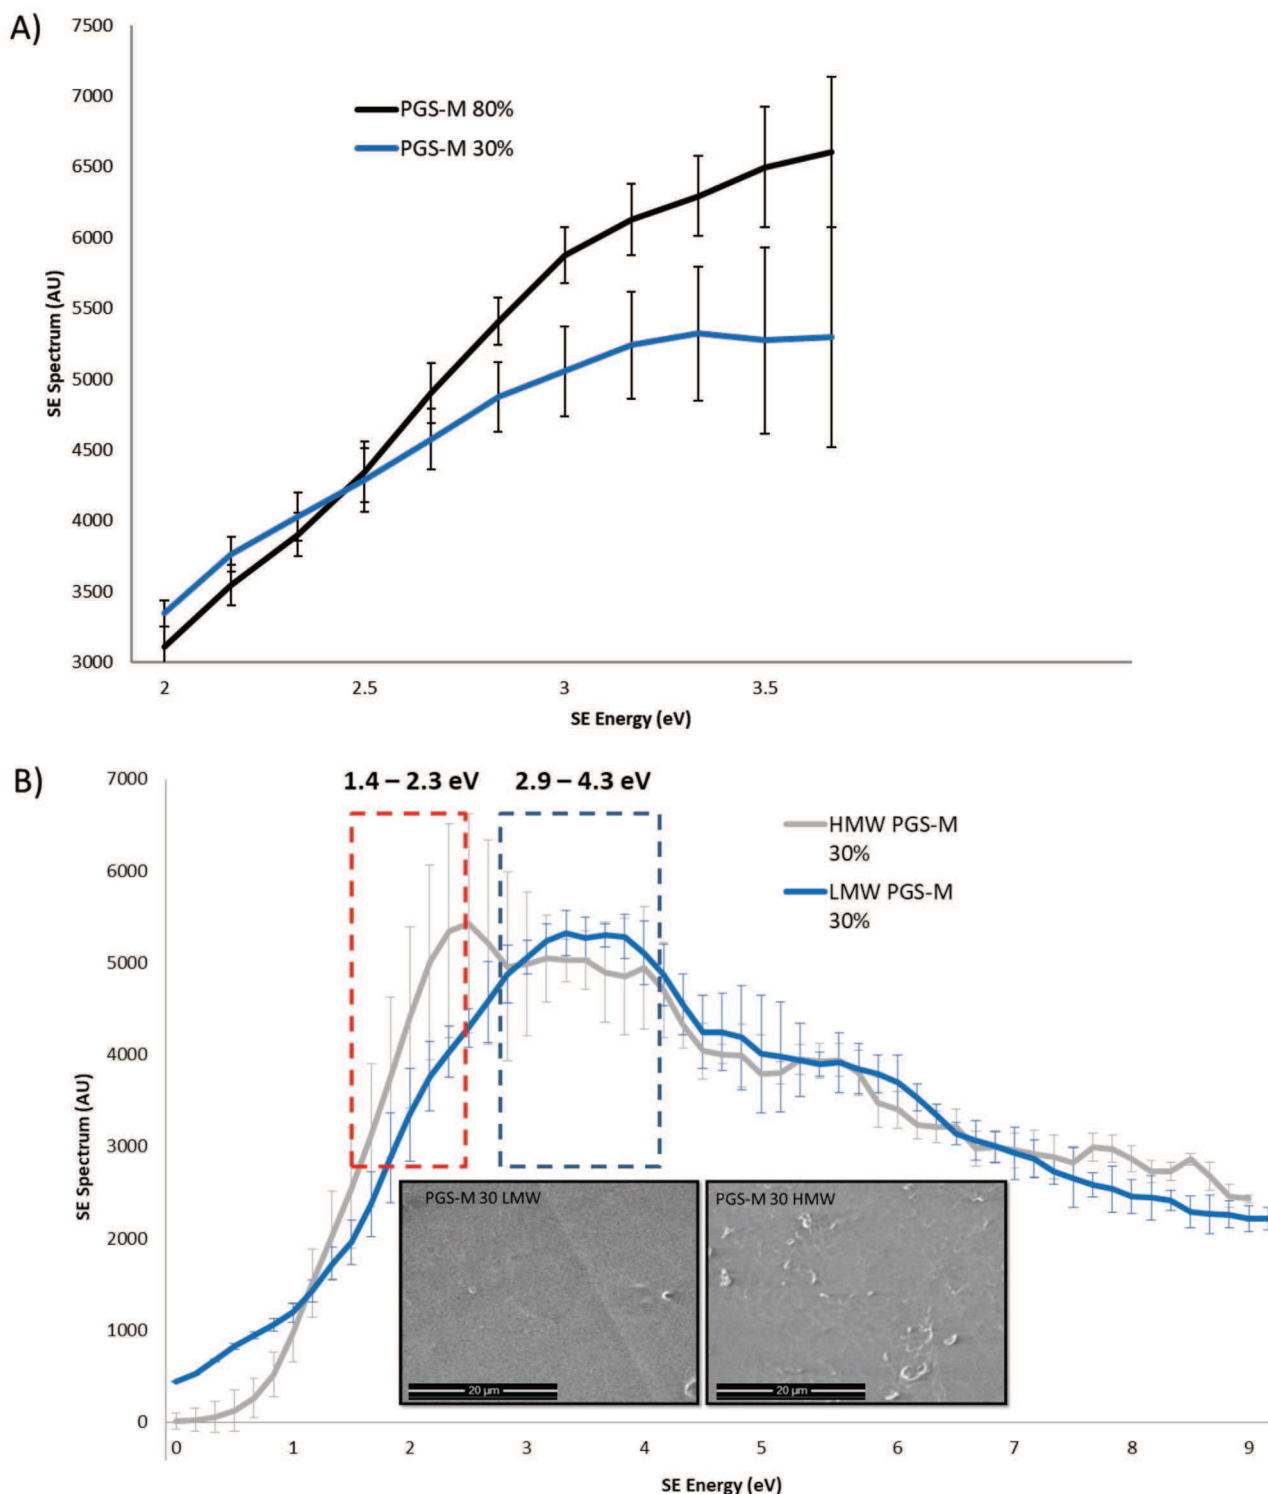 A)
7500
7000
6500
6000
5500
5000
4500
4000
3500
3000
SE Spectrum (AU)
PGS-M 80%
PGS-M 30%
2 2.5 3 3.5
SE Energy (eV)
B)
7000
6000
5000
4000
3000
2000
1000
0
SE Spectrum (AU)
1.4 – 2.3 eV 2.9 – 4.3 eV
HMW PGS-M
30%
LMW PGS-M
30%
PGS-M 30 LMW
20 µm
PGS-M 30 HMW
20 µm
0 1 2 3 4 5 6 7 8 9
SE Energy (eV)